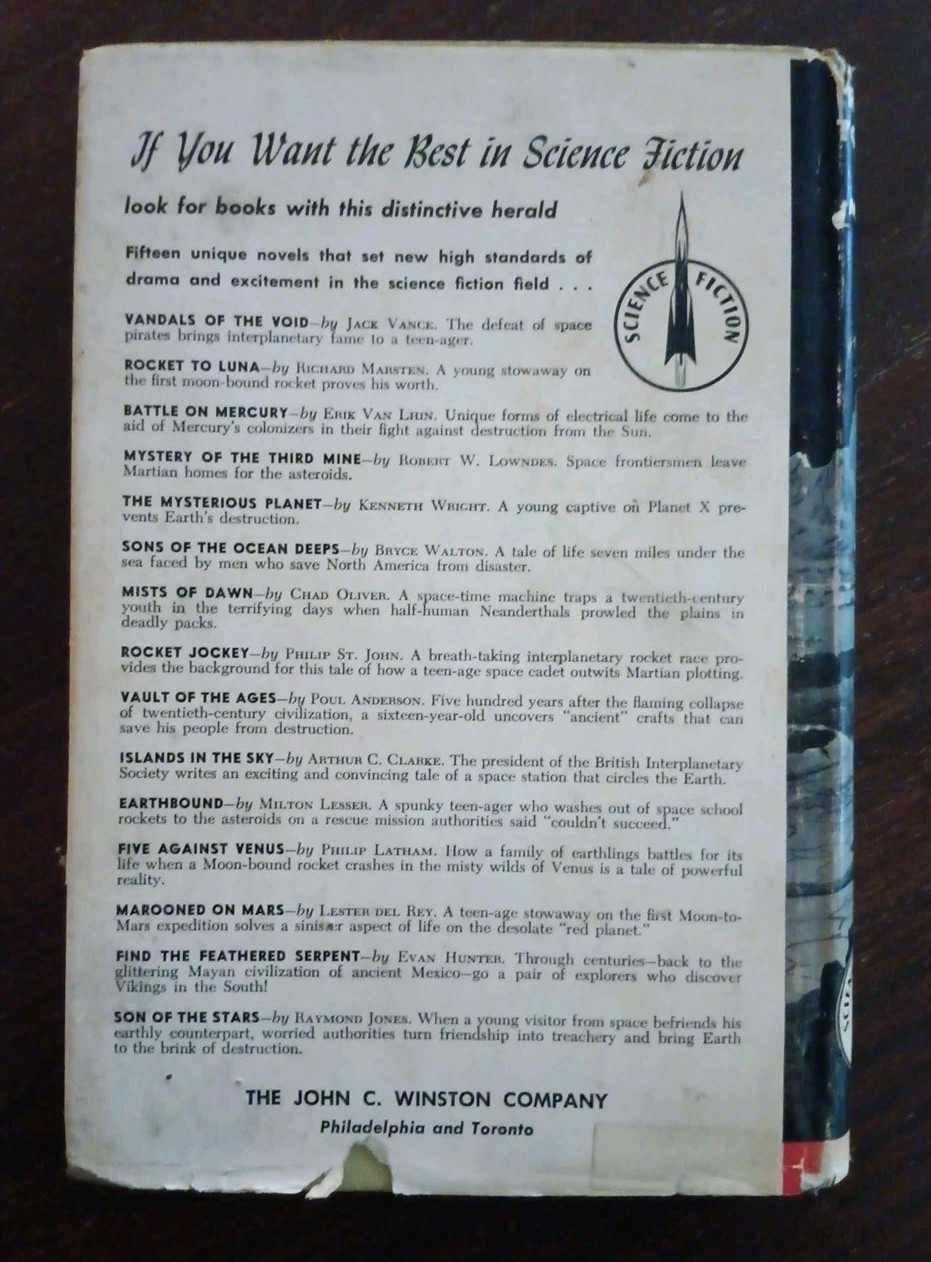 If You Want the Best in Science Fiction
look for books with this distinctive herald
Fifteen unique novels that set new high standards of
drama and excitement in the science fiction field . . .
SCIENCE FICTION
VANDALS OF THE VOID—by JACK VANCE. The defeat of space
pirates brings interplanetary fame to a teen-ager.
ROCKET TO LUNA—by RICHARD MARSTEN. A young stowaway on
the first moon-bound rocket proves his worth.
BATTLE ON MERCURY—by ERIK VAN LHIN. Unique forms of electrical life come to the
aid of Mercury's colonizers in their fight against destruction from the Sun.
MYSTERY OF THE THIRD MINE—by ROBERT W. LOWNDES. Space frontiersmen leave
Martian homes for the asteroids.
THE MYSTERIOUS PLANET—by KENNETH WRIGHT. A young captive on Planet X pre-
vents Earth's destruction.
SONS OF THE OCEAN DEEPS—by BRYCE WALTON. A tale of life seven miles under the
sea faced by men who save North America from disaster.
MISTS OF DAWN—by CHAD OLIVER. A space-time machine traps a twentieth-century
youth in the terrifying days when half-human Neanderthals prowled the plains in
deadly packs.
ROCKET JOCKEY—by PHILIP ST. JOHN. A breath-taking interplanetary rocket race pro-
vides the background for this tale of how a teen-age space cadet outwits Martian plotting.
VAULT OF THE AGES—by POUL ANDERSON. Five hundred years after the flaming collapse
of twentieth-century civilization, a sixteen-year-old uncovers "ancient" crafts that can
save his people from destruction.
ISLANDS IN THE SKY—by ARTHUR C. CLARKE. The president of the British Interplanetary
Society writes an exciting and convincing tale of a space station that circles the Earth.
EARTHBOUND—by MILTON LESSER. A spunky teen-ager who washes out of space school
rockets to the asteroids on a rescue mission authorities said "couldn't succeed."
FIVE AGAINST VENUS—by PHILIP LATHAM. How a family of earthlings battles for its
life when a Moon-bound rocket crashes in the misty wilds of Venus is a tale of powerful
reality.
MAROONED ON MARS—by LESTER DEL REY. A teen-age stowaway on the first Moon-to-
Mars expedition solves a sinister aspect of life on the desolate "red planet."
FIND THE FEATHERED SERPENT—by EVAN HUNTER. Through centuries—back to the
glittering Mayan civilization of ancient Mexico—go a pair of explorers who discover
Vikings in the South!
SON OF THE STARS—by RAYMOND JONES. When a young visitor from space befriends his
earthly counterpart, worried authorities turn friendship into treachery and bring Earth
to the brink of destruction.
THE JOHN C. WINSTON COMPANY
Philadelphia and Toronto